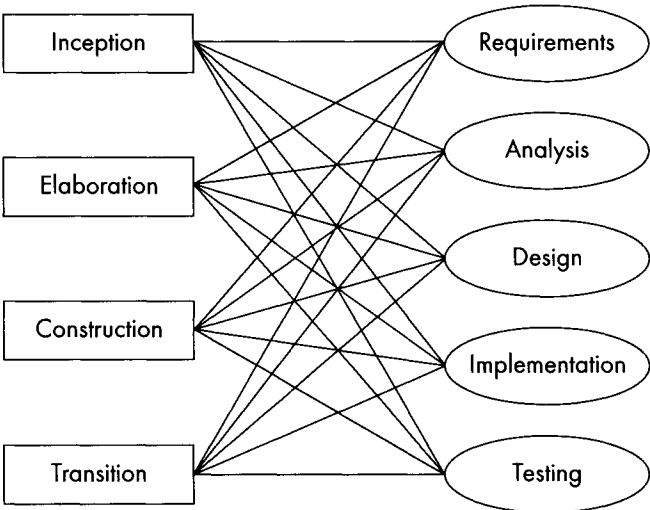 Inception
Requirements
Analysis
Elaboration
Design
Construction
Implementation
Transition
Testing